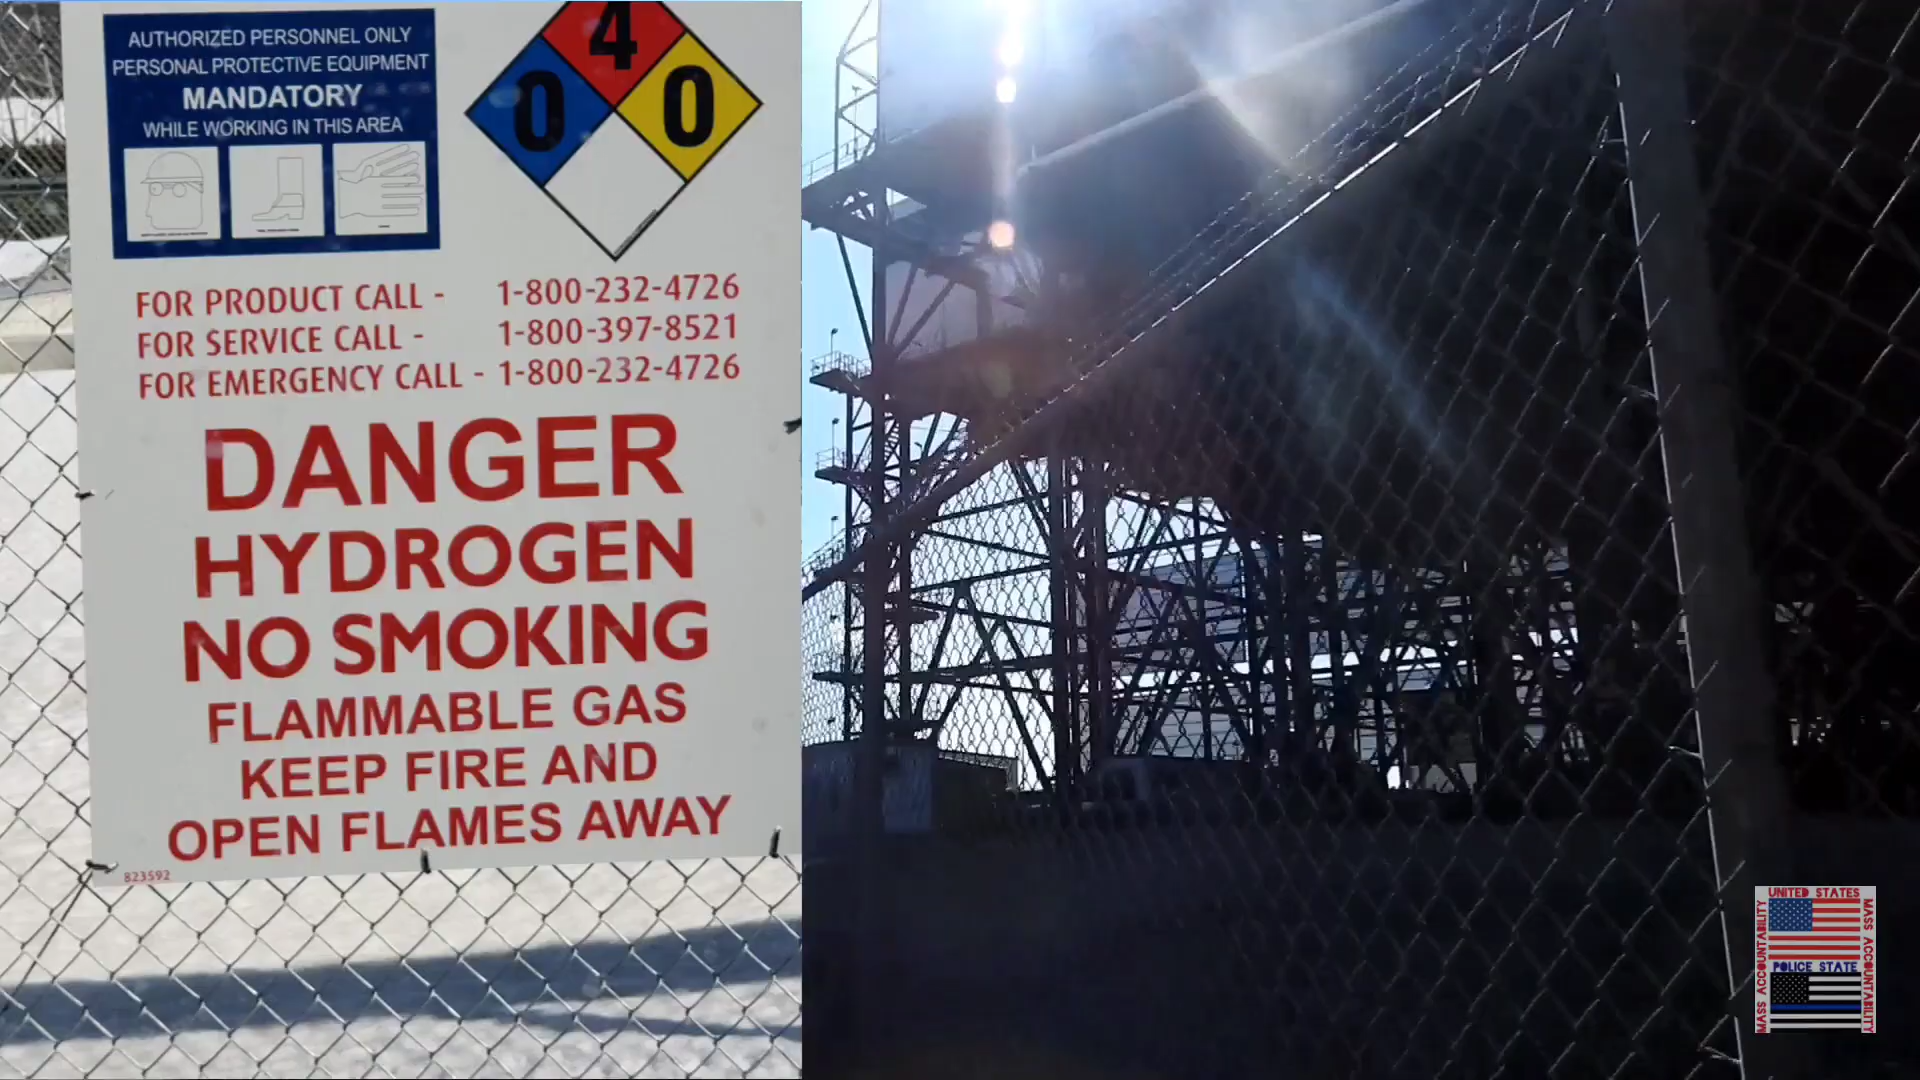 AUTHORIZED PERSONNEL ONLY
PERSONAL PROTECTIVE EQUIPMENT
MANDATORY
WHILE WORKING IN THIS AREA
4
0 0
FOR PRODUCT CALL - 1-800-232-4726
FOR SERVICE CALL - 1-800-397-8521
FOR EMERGENCY CALL - 1-800-232-4726
DANGER
HYDROGEN
NO SMOKING
FLAMMABLE GAS
KEEP FIRE AND
OPEN FLAMES AWAY
823592
UNITED STATES
MASS ACCOUNTABILITY
MASS ACCOUNTABILITY
POLICE STATE